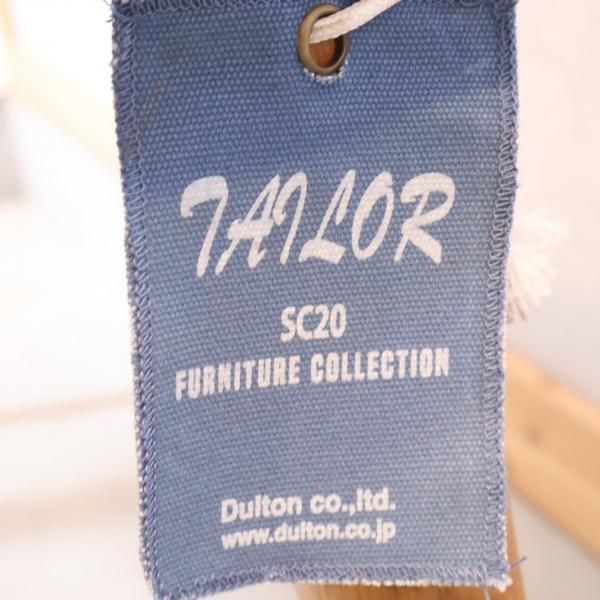 TAILOR
SC20
FURNITURE COLLECTION
Dulton co.,ltd.
www.dulton.co.jp